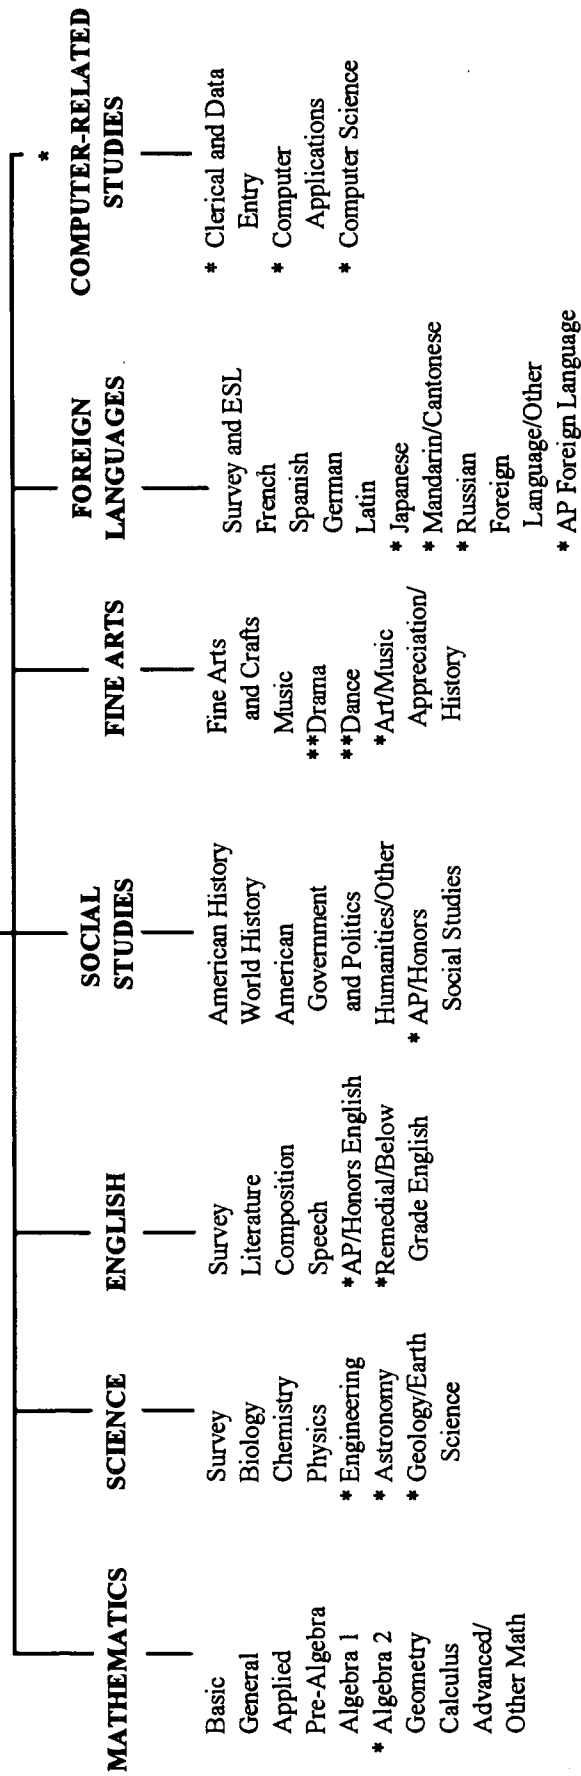 MATHEMATICS
Basic
General
Applied
Pre-Algebra
Algebra 1
* Algebra 2
Geometry
Calculus
Advanced/
Other Math
SCIENCE
Survey
Biology
Chemistry
Physics
* Engineering
* Astronomy
* Geology/Earth
Science
ENGLISH
Survey
Literature
Composition
Speech
*AP/Honors English
*Remedial/Below
Grade English
SOCIAL
STUDIES
American History
World History
American
Government
and Politics
Humanities/Other
* AP/Honors
Social Studies
FINE ARTS
Fine Arts
and Crafts
Music
**Drama
**Dance
*Art/Music
Appreciation/
History
FOREIGN
LANGUAGES
Survey and ESL
French
Spanish
German
Latin
* Japanese
* Mandarin/Cantonese
* Russian
Foreign
Language/Other
* AP Foreign Language
*
COMPUTER-RELATED
STUDIES
* Clerical and Data
Entry
* Computer
Applications
* Computer Science